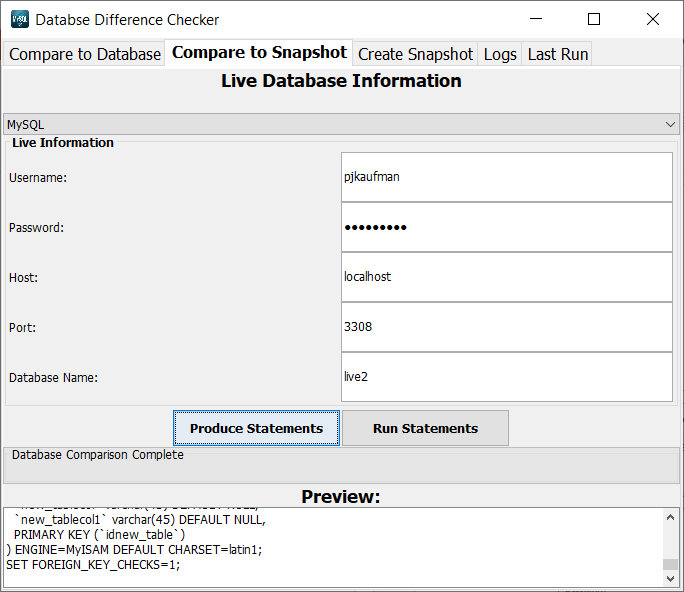 Databse Difference Checker
Compare to Database Compare to Snapshot Create Snapshot Logs Last Run
Live Database Information
MySQL
Live Information
Username: pjkaufman
Password: •••••••••
Host: localhost
Port: 3308
Database Name: live2
Produce Statements Run Statements
Database Comparison Complete
Preview:
`new_tablecol1` varchar(45) DEFAULT NULL,
PRIMARY KEY (`idnew_table`)
) ENGINE=MyISAM DEFAULT CHARSET=latin1;
SET FOREIGN_KEY_CHECKS=1;